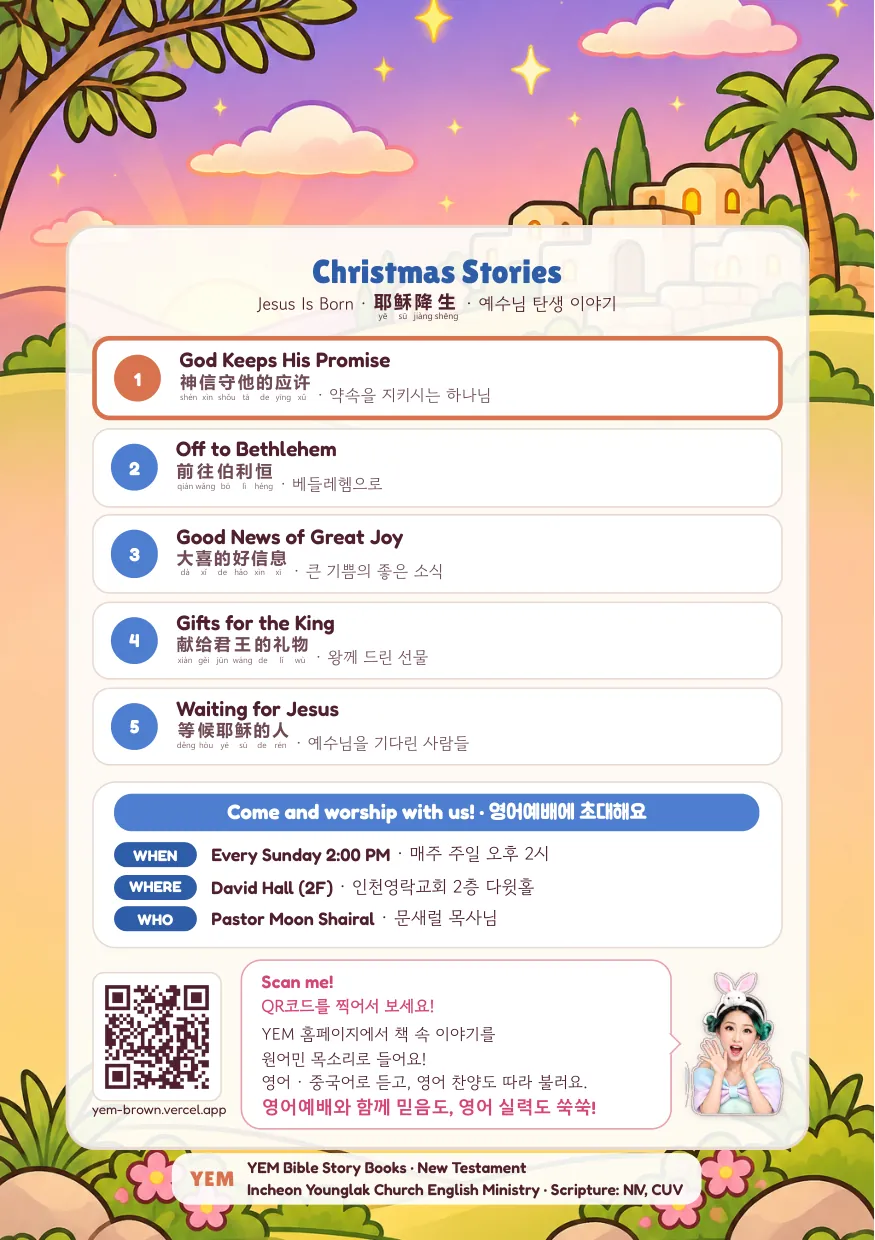 Christmas Stories
Jesus Is Born · 耶稣降生 · 예수님 탄생 이야기
yē sū jiàng shēng
1
God Keeps His Promise
神信守他的应许 · 약속을 지키시는 하나님
shén xìn shǒu tā de yīng xǔ
2
Off to Bethlehem
前往伯利恒 · 베들레헴으로
qián wǎng bó lì héng
3
Good News of Great Joy
大喜的好信息 · 큰 기쁨의 좋은 소식
dà xǐ de hǎo xìn xī
4
Gifts for the King
献给君王的礼物 · 왕께 드린 선물
xiàn gěi jūn wáng de lǐ wù
5
Waiting for Jesus
等候耶稣的人 · 예수님을 기다린 사람들
děng hòu yē sū de rén
Come and worship with us! · 영어예배에 초대해요
WHEN Every Sunday 2:00 PM · 매주 주일 오후 2시
WHERE David Hall (2F) · 인천영락교회 2층 다윗홀
WHO Pastor Moon Shairal · 문새럴 목사님
Scan me!
QR코드를 찍어서 보세요!
YEM 홈페이지에서 책 속 이야기를
원어민 목소리로 들어요!
영어 · 중국어로 듣고, 영어 찬양도 따라 불러요.
영어예배와 함께 믿음도, 영어 실력도 쑥쑥!
yem-brown.vercel.app
YEM
YEM Bible Story Books · New Testament
Incheon Younglak Church English Ministry · Scripture: NIV, CUV